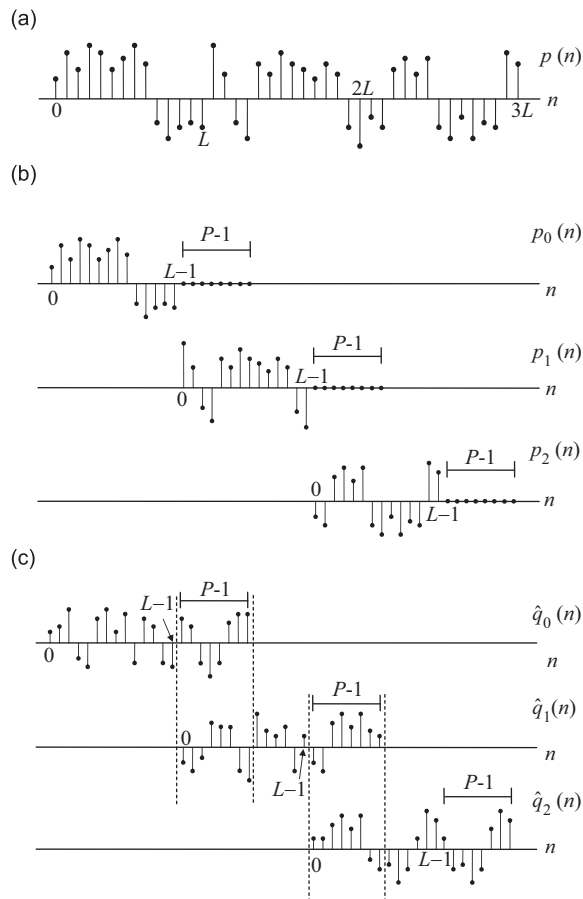 (a)
p (n)
0
L
2L
3L
n
(b)
P-1
p₀ (n)
L–1
0
n
P-1
p₁ (n)
L–1
0
n
P-1
p₂ (n)
0
L–1
n
(c)
L–1
P-1
q̂₀ (n)
0
n
P-1
q̂₁(n)
0
n
L–1
P-1
q̂₂ (n)
0
L–1
n